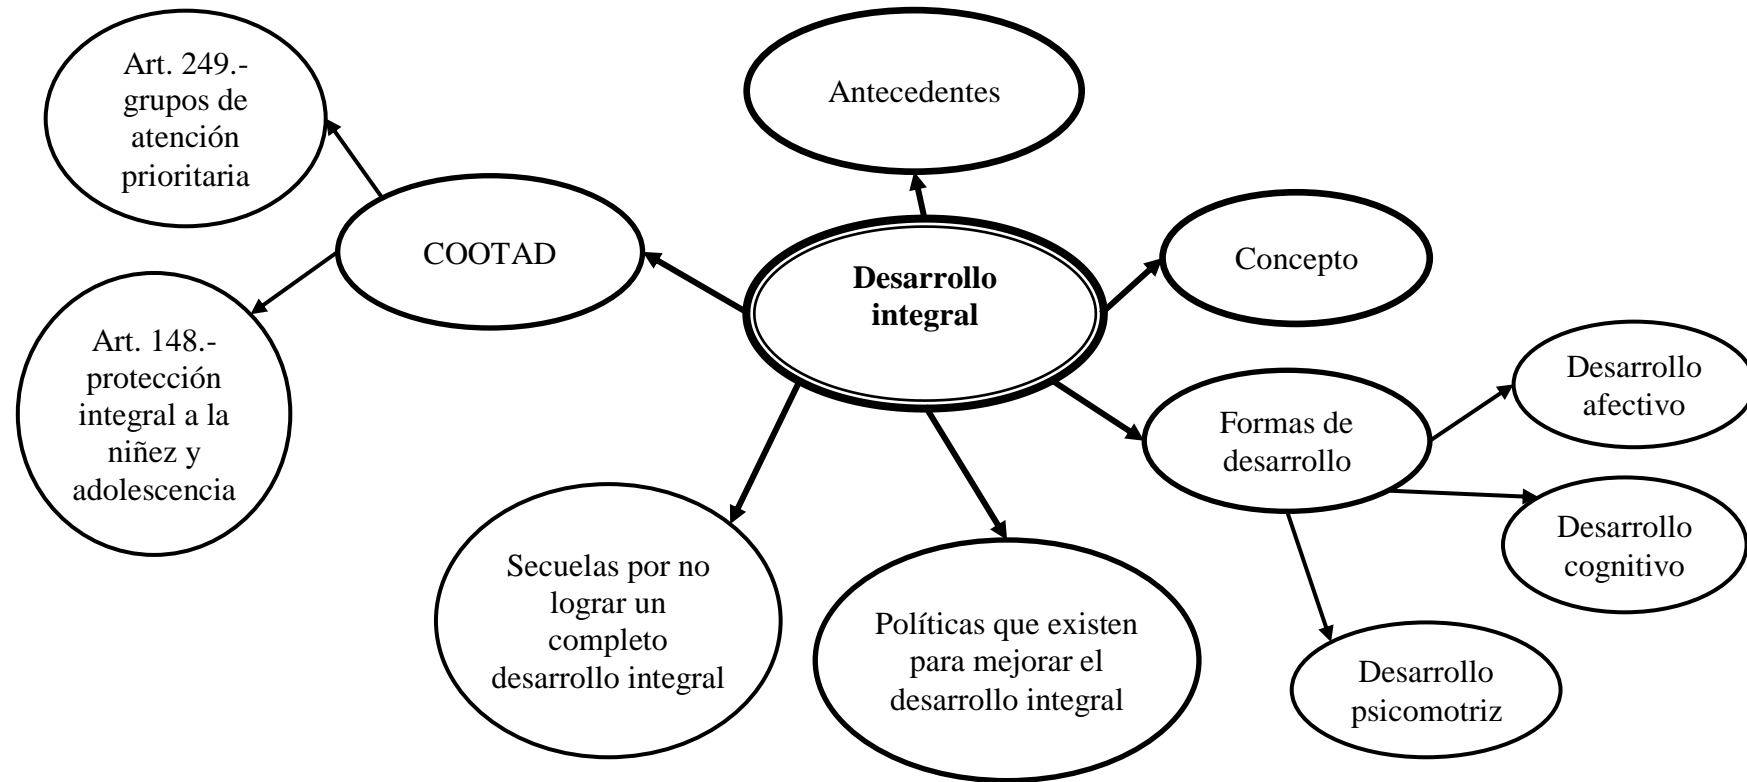 Art. 249.-
grupos de
atención
prioritaria
Antecedentes
COOTAD
Concepto
Desarrollo
integral
Art. 148.-
protección
integral a la
niñez y
adolescencia
Formas de
desarrollo
Desarrollo
afectivo
Desarrollo
cognitivo
Desarrollo
psicomotriz
Secuelas por no
lograr un
completo
desarrollo integral
Políticas que existen
para mejorar el
desarrollo integral